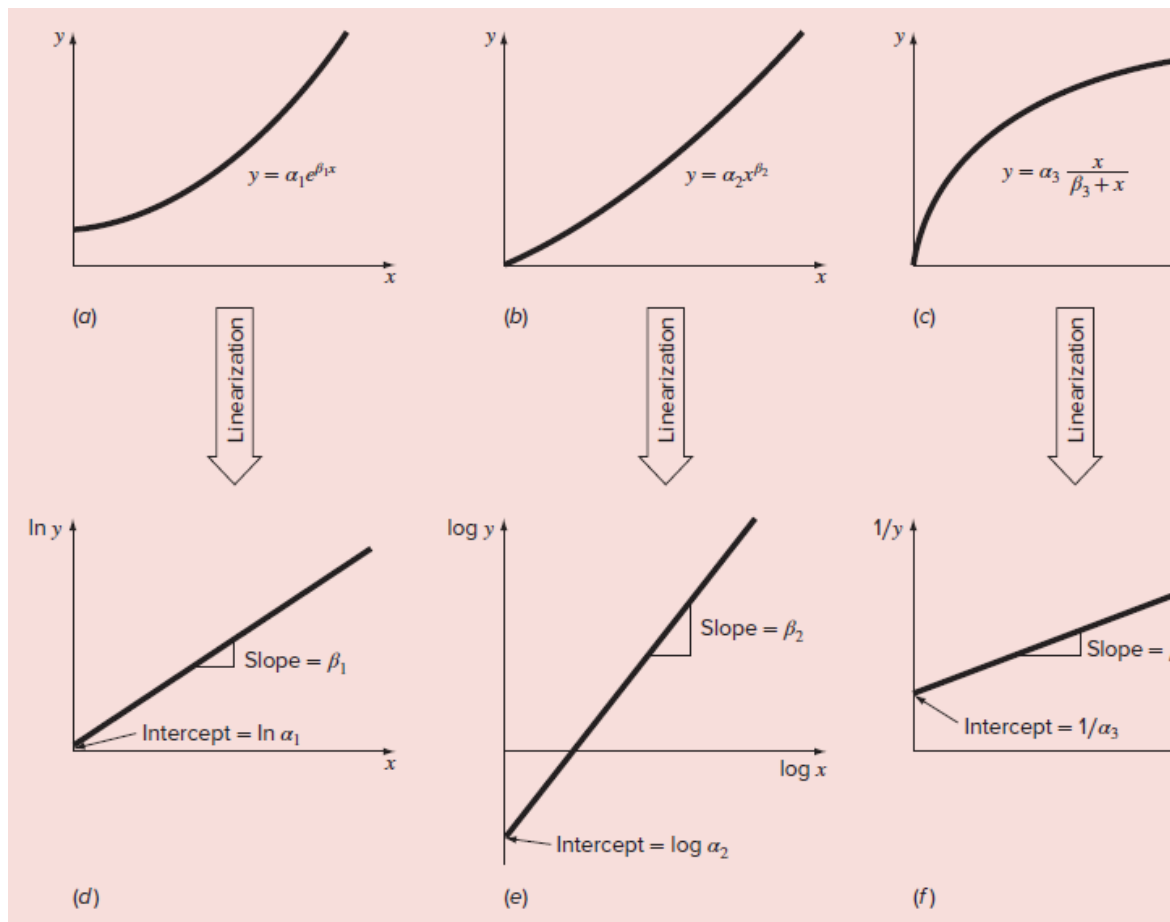 y
y = α₁e^β₁x
x
(a)
y
y = α₂x^β₂
x
(b)
y
y = α₃ x / (β₃ + x)
(c)
Linearization
Linearization
Linearization
ln y
Slope = β₁
Intercept = ln α₁
x
(d)
log y
Slope = β₂
log x
Intercept = log α₂
(e)
1/y
Slope =
Intercept = 1/α₃
(f)